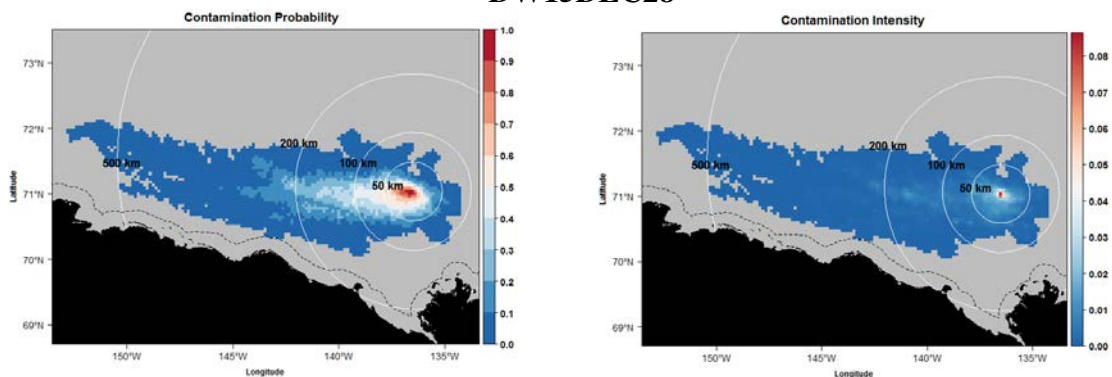 DW15DEC28
Contamination Probability
73°N
72°N
71°N
70°N
69°N
Latitude
500 km
200 km
100 km
50 km
150°W
145°W
140°W
135°W
Longitude
1.0
0.9
0.8
0.7
0.6
0.5
0.4
0.3
0.2
0.1
0.0
Contamination Intensity
73°N
72°N
71°N
70°N
69°N
Latitude
500 km
200 km
100 km
50 km
150°W
145°W
140°W
135°W
Longitude
0.08
0.07
0.06
0.05
0.04
0.03
0.02
0.01
0.00